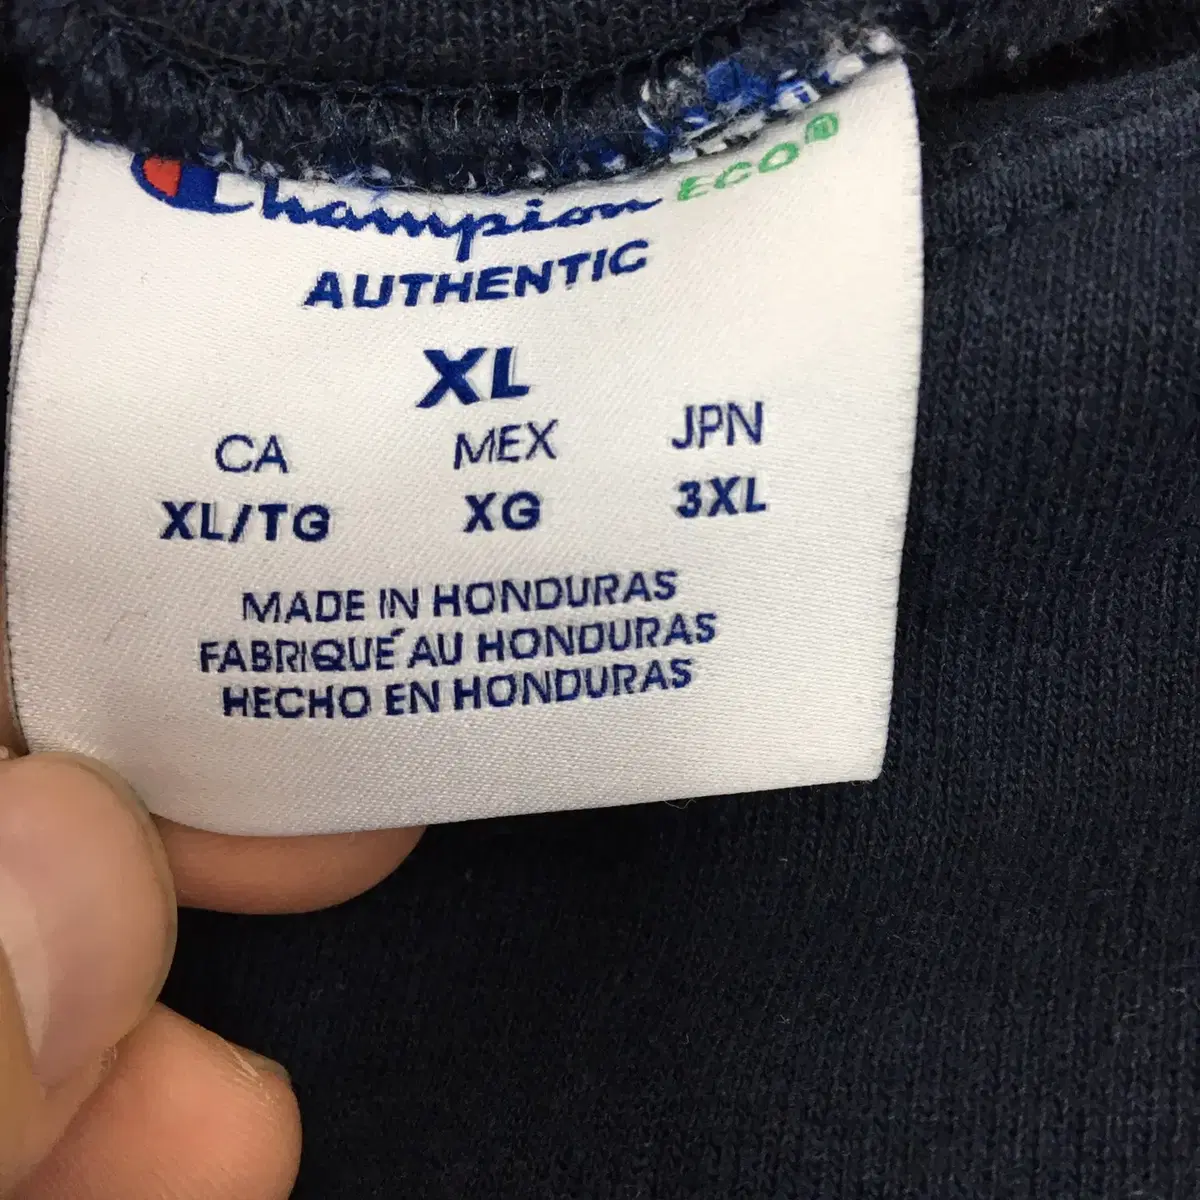 Champion ECO®
AUTHENTIC
XL
CA MEX JPN
XL/TG XG 3XL
MADE IN HONDURAS
FABRIQUÉ AU HONDURAS
HECHO EN HONDURAS